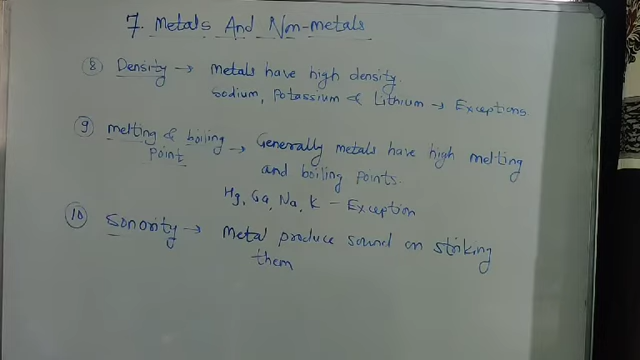 7. Metals And Non-metals
⑧ Density → Metals have high density
Sodium, Potassium & Lithium → Exceptions.
⑨ melting & boiling point → Generally metals have high melting
and boiling points.
Hg, Ga, Na, K - Exception
⑩ Sonority → Metal produce sound on striking
them